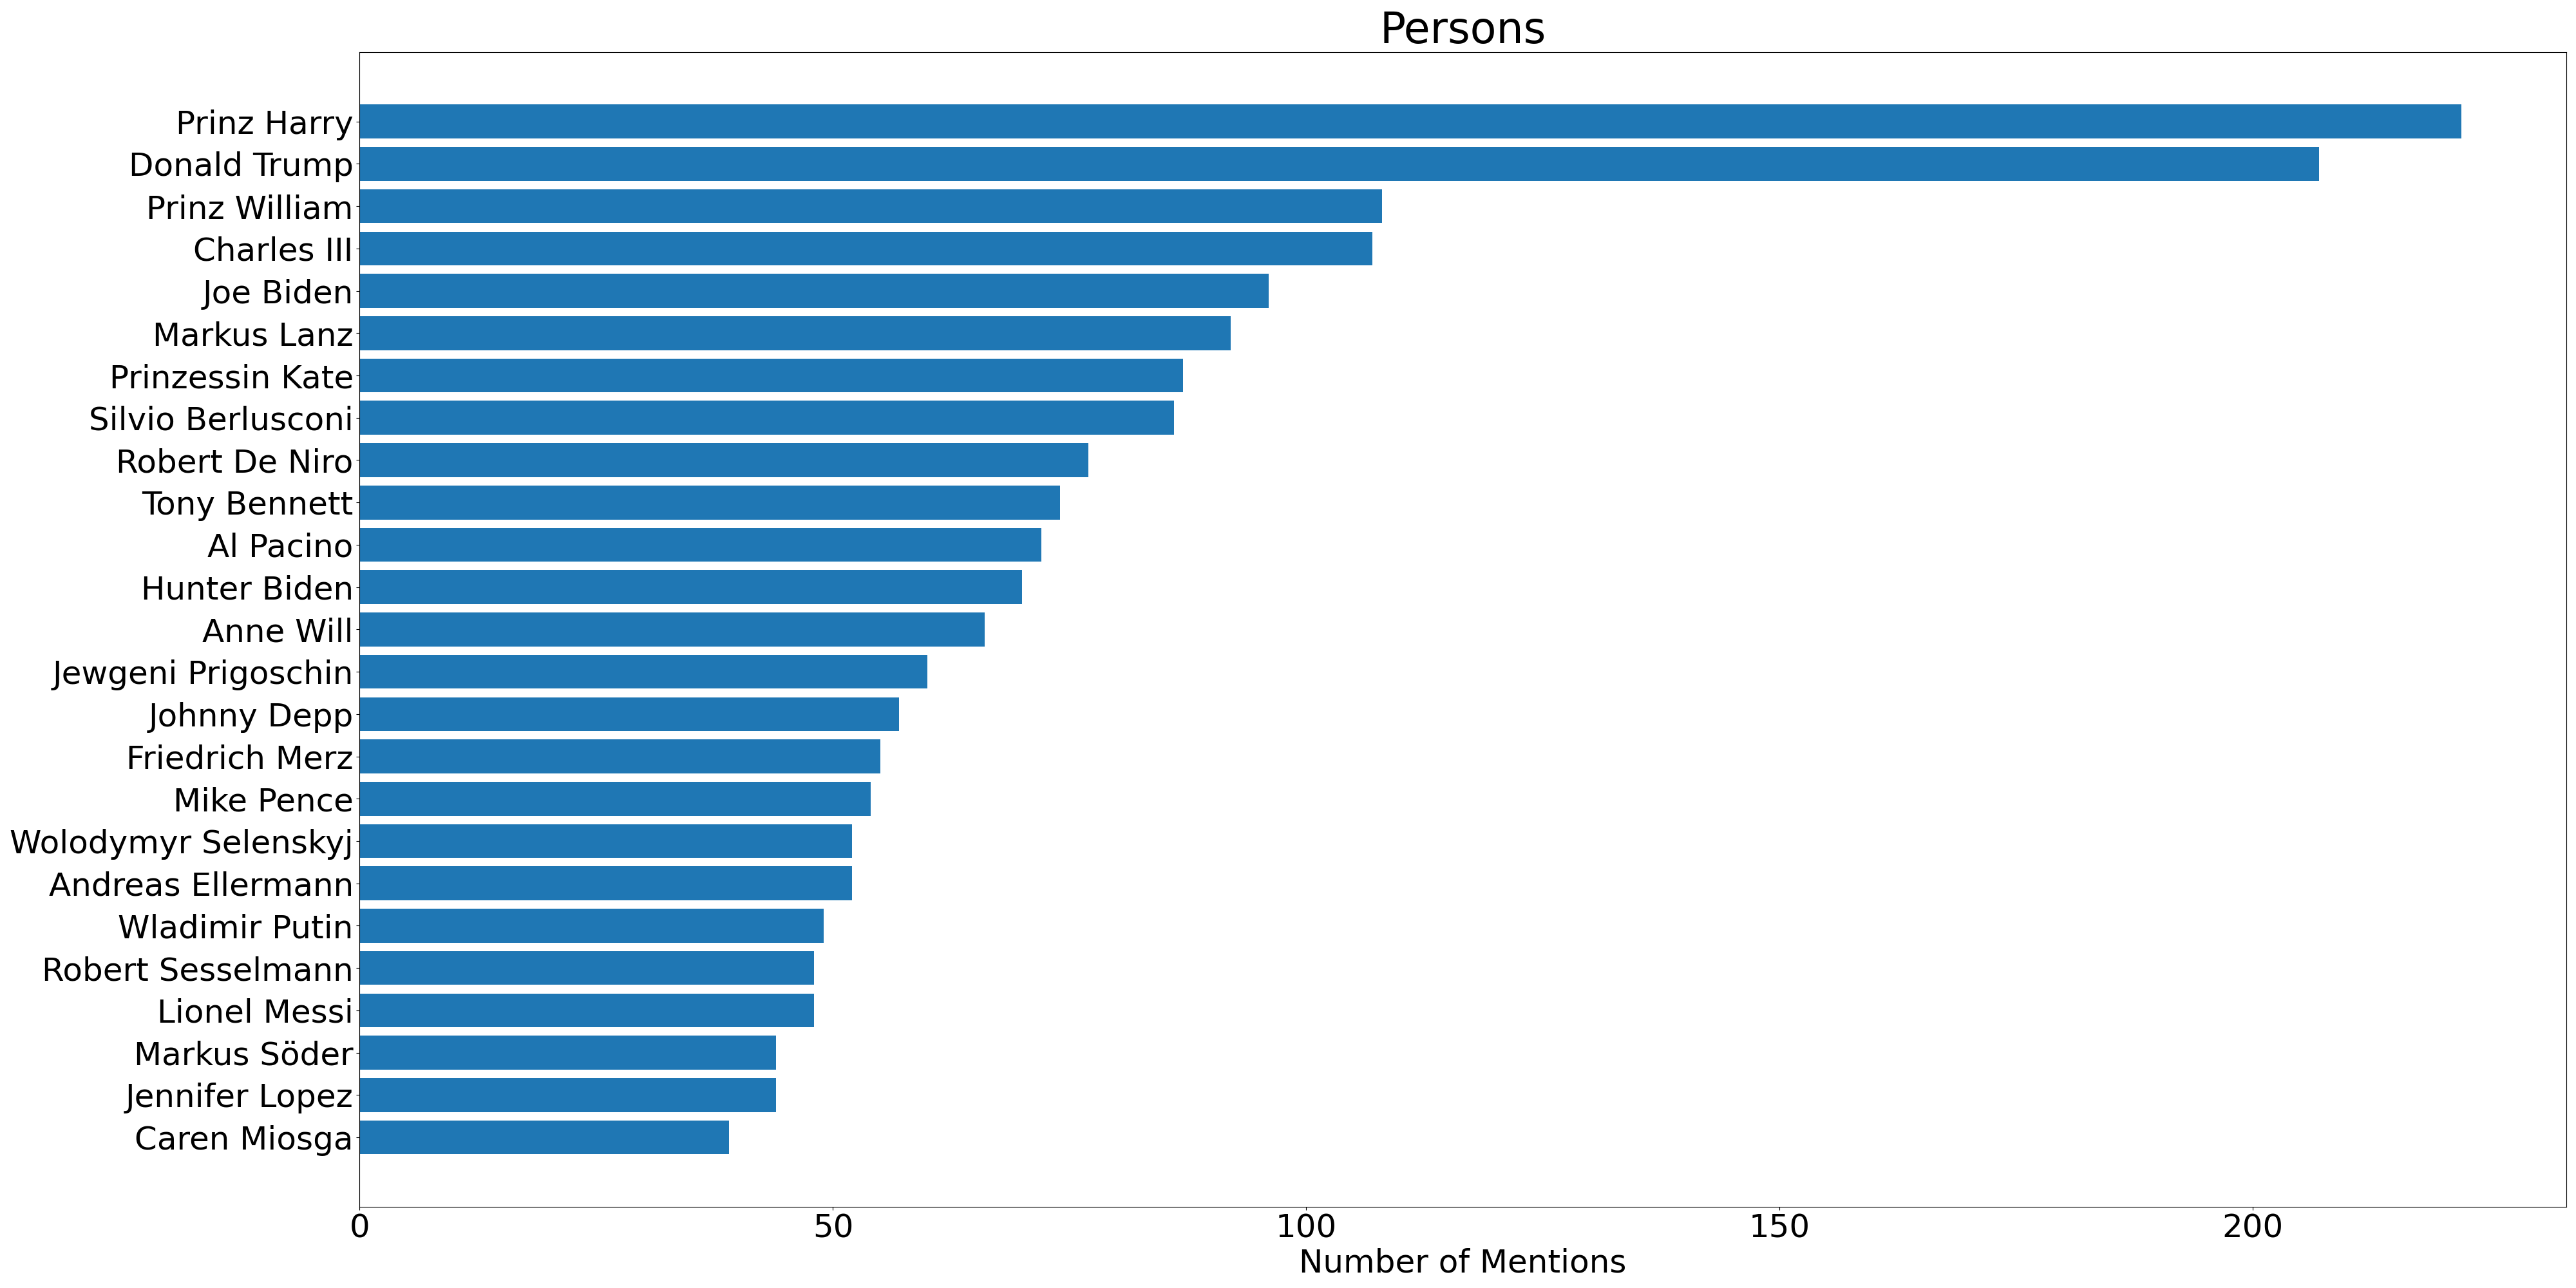 Persons
Prinz Harry
Donald Trump
Prinz William
Charles III
Joe Biden
Markus Lanz
Prinzessin Kate
Silvio Berlusconi
Robert De Niro
Tony Bennett
Al Pacino
Hunter Biden
Anne Will
Jewgeni Prigoschin
Johnny Depp
Friedrich Merz
Mike Pence
Wolodymyr Selenskyj
Andreas Ellermann
Wladimir Putin
Robert Sesselmann
Lionel Messi
Markus Söder
Jennifer Lopez
Caren Miosga
0 50 100 150 200
Number of Mentions